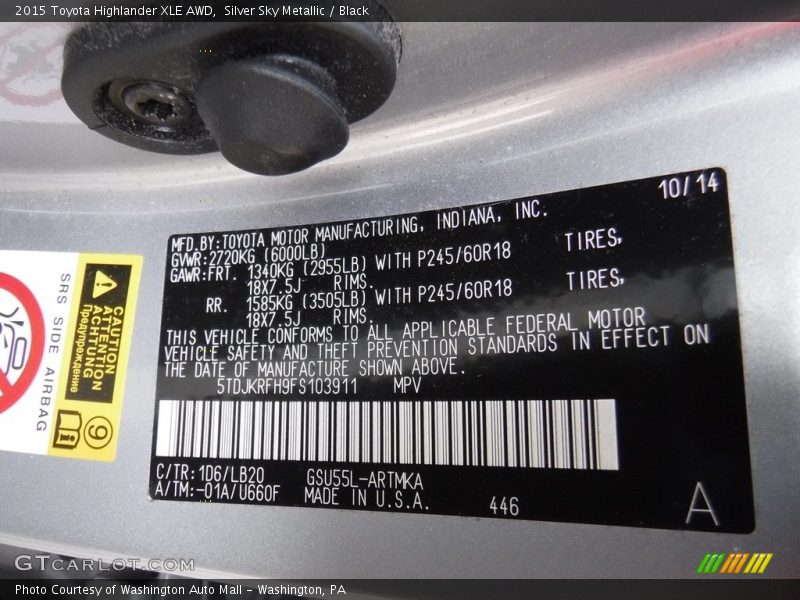 2015 Toyota Highlander XLE AWD, Silver Sky Metallic / Black
10/14
MFD.BY:TOYOTA MOTOR MANUFACTURING, INDIANA, INC.
GVWR:2720KG (6000LB)
GAWR:FRT. 1340KG (2955LB) WITH P245/60R18 TIRES,
18X7.5J RIMS.
RR. 1585KG (3505LB) WITH P245/60R18 TIRES,
18X7.5J RIMS.
THIS VEHICLE CONFORMS TO ALL APPLICABLE FEDERAL MOTOR
VEHICLE SAFETY AND THEFT PREVENTION STANDARDS IN EFFECT ON
THE DATE OF MANUFACTURE SHOWN ABOVE.
5TDJKRFH9FS103911 MPV
C/TR:1D6/LB20 GSU55L-ARTMKA
A/TM:-01A/U660F MADE IN U.S.A.
446
A
SRS SIDE AIRBAG
CAUTION
ATTENTION
ACHTUNG
Предупреждение
9
GTCARLOT.COM
Photo Courtesy of Washington Auto Mall - Washington, PA